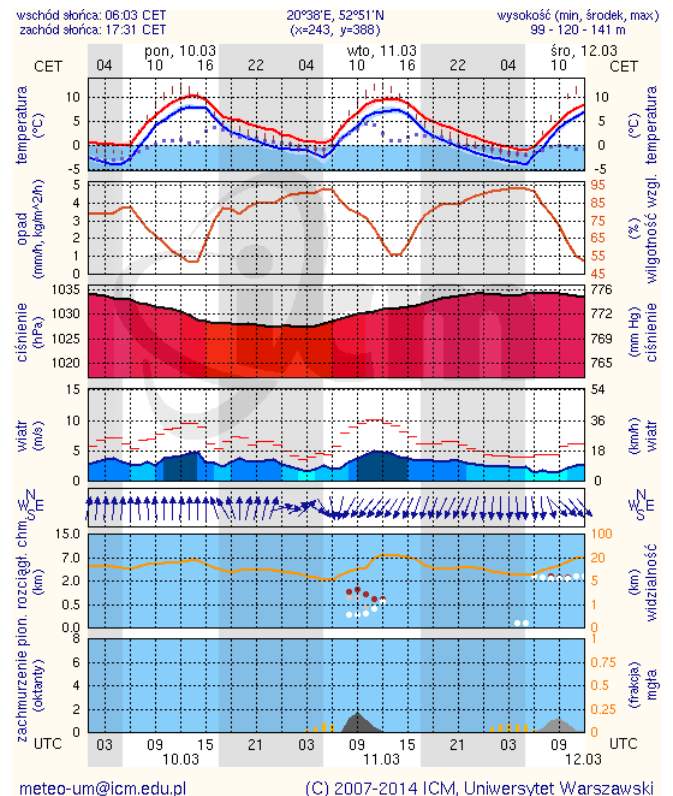 wschód słońca: 06:03 CET 20°38'E, 52°51'N wysokość (min, środek, max)
zachód słońca: 17:31 CET (x=243, y=388) 99 - 120 - 141 m
pon, 10.03 wto, 11.03 śro, 12.03
CET 04 10 16 22 04 10 16 22 04 10 CET
temperatura (°C) 10 5 0 -5 10 5 0 -5 (°C) temperatura
opad (mm/h, kg/m^2/h) 5 4 3 2 1 0 95 85 75 65 55 45 (%) wilgotność wzgl.
icm
ciśnienie (hPa) 1035 1030 1025 1020 776 772 769 765 (mm Hg) ciśnienie
wiatr (m/s) 15 10 5 0 54 36 18 0 (km/h) wiatr
N W E S N W E S
pion. rozciągł. chm. (km) 15.0 7.0 2.0 0.5 0.0 100 20 5 1 0 (km) widzialność
zachmurzenie (oktanty) 8 6 4 2 0 1 0.75 0.5 0.25 0 (frakcja) mgła
UTC 03 09 15 21 03 09 15 21 03 09 UTC
10.03 11.03 12.03
meteo-um@icm.edu.pl (C) 2007-2014 ICM, Uniwersytet Warszawski